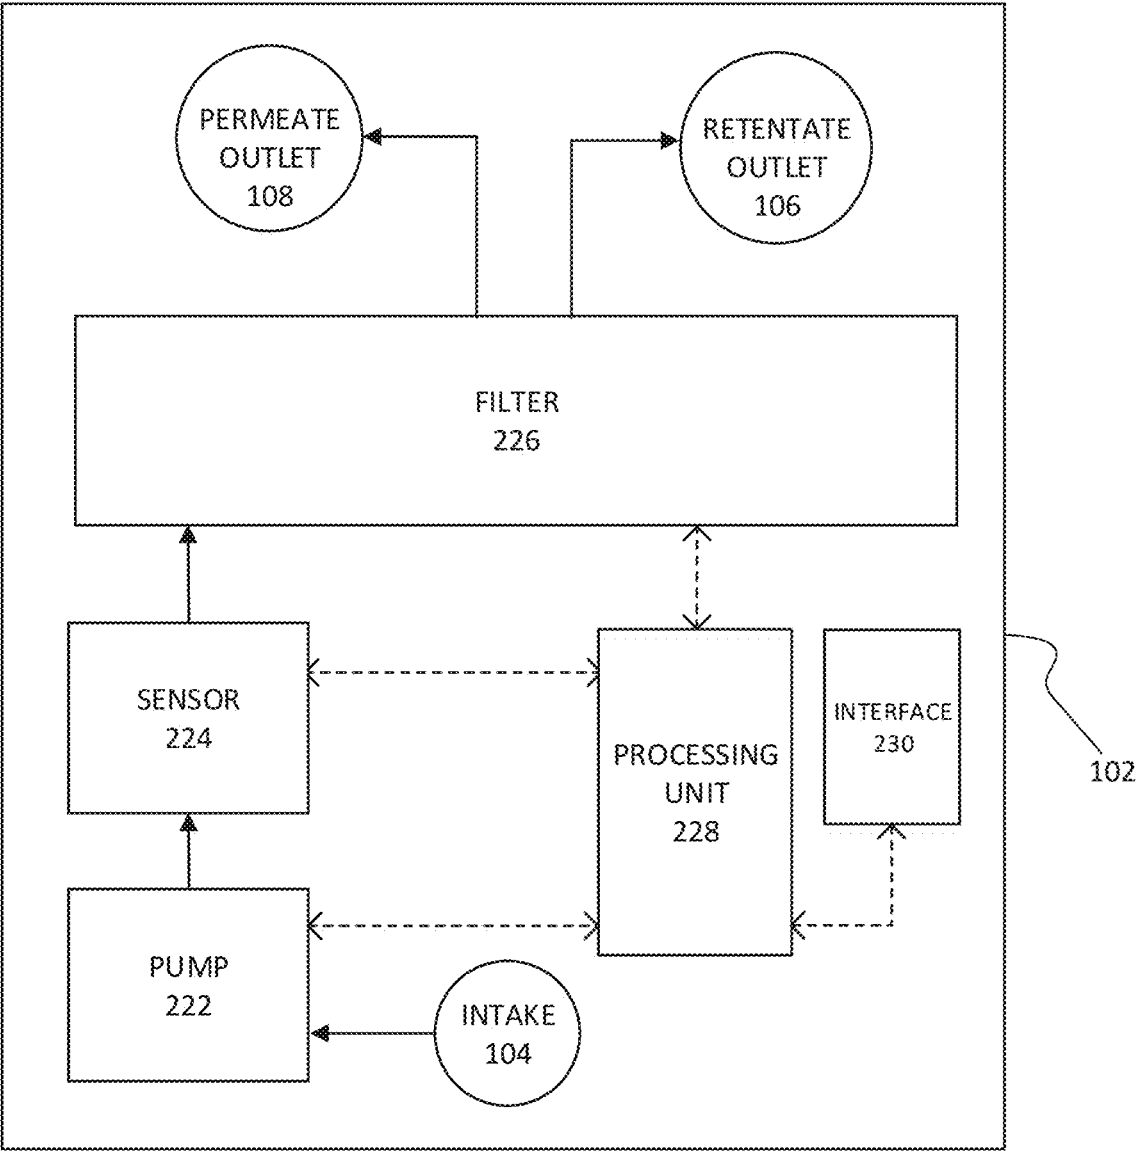 PERMEATE
OUTLET
108
RETENTATE
OUTLET
106
FILTER
226
SENSOR
224
PROCESSING
UNIT
228
INTERFACE
230
102
PUMP
222
INTAKE
104